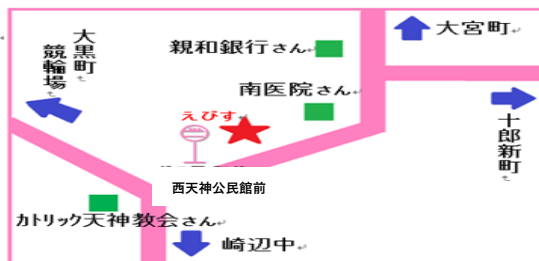 大宮町
親和銀行さん
大黒町
競輪場
南医院さん
えびす
十郎新町
西天神公民館前
カトリック天神教会さん
崎辺中